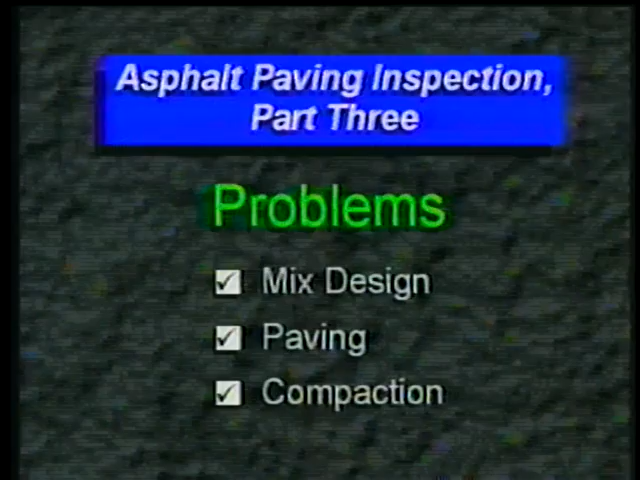 Asphalt Paving Inspection,
Part Three
Problems
Mix Design
Paving
Compaction